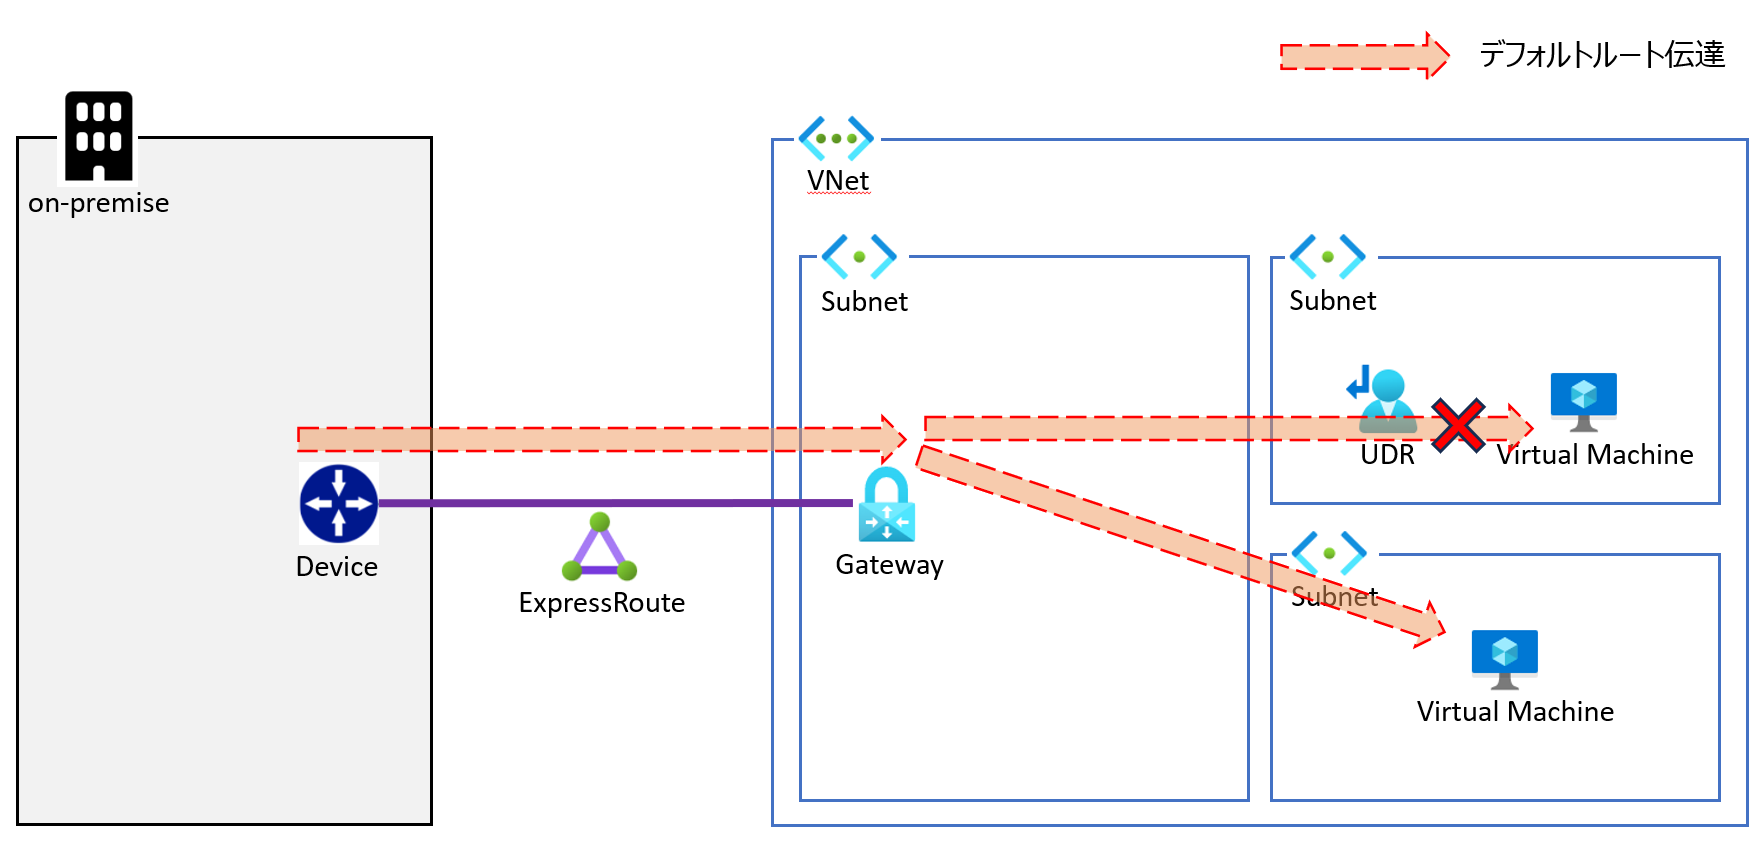 デフォルトルート伝達
on-premise
VNet
Subnet
Subnet
UDR
Virtual Machine
Device
Gateway
ExpressRoute
Subnet
Virtual Machine